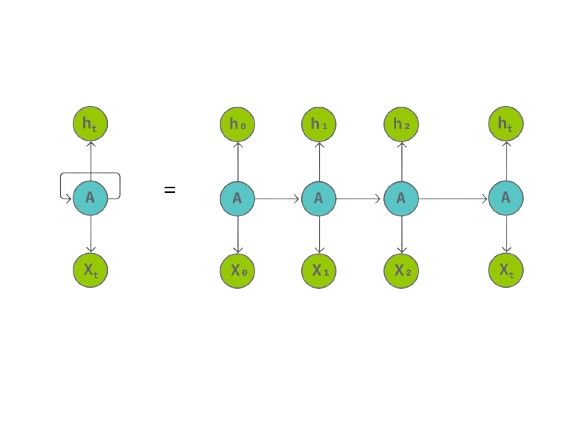 hₜ h₀ h₁ h₂ hₜ
A = A A A A
Xₜ X₀ X₁ X₂ Xₜ